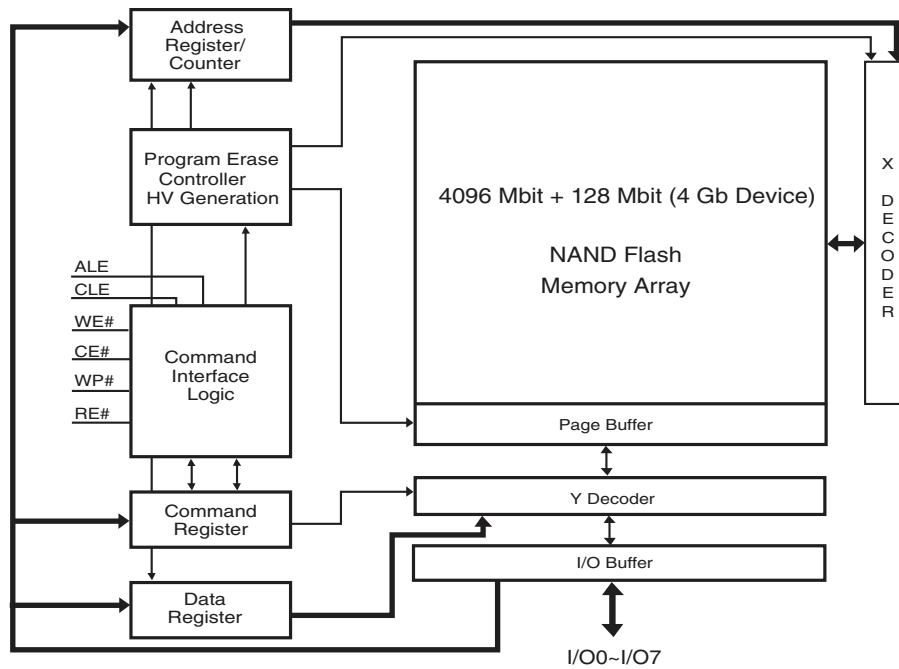 Address
Register/
Counter
Program Erase
Controller
HV Generation
ALE
CLE
WE#
CE#
WP#
RE#
Command
Interface
Logic
Command
Register
Data
Register
4096 Mbit + 128 Mbit (4 Gb Device)
NAND Flash
Memory Array
Page Buffer
Y Decoder
I/O Buffer
I/O0~I/O7
X
D
E
C
O
D
E
R